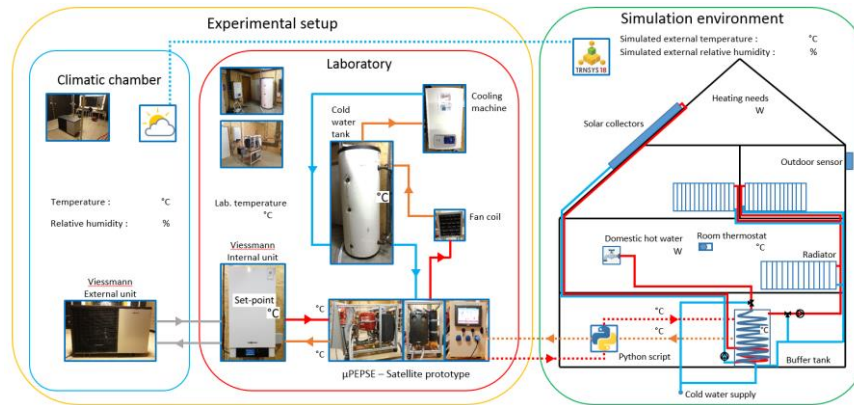 Experimental setup
Simulation environment
Simulated external temperature : °C
Simulated external relative humidity : %
TRNSYS 18
Climatic chamber
Laboratory
Cold
water
tank
Cooling
machine
Heating needs
W
Solar collectors
Outdoor sensor
Temperature : °C
Relative humidity : %
Lab. temperature
°C
°C
Fan coil
Domestic hot water
W
Room thermostat
°C
Radiator
Viessmann
External unit
Viessmann
Internal unit
Set-point
°C
°C
°C
°C
°C
°C
Python script
Buffer tank
µPEPSE – Satellite prototype
Cold water supply